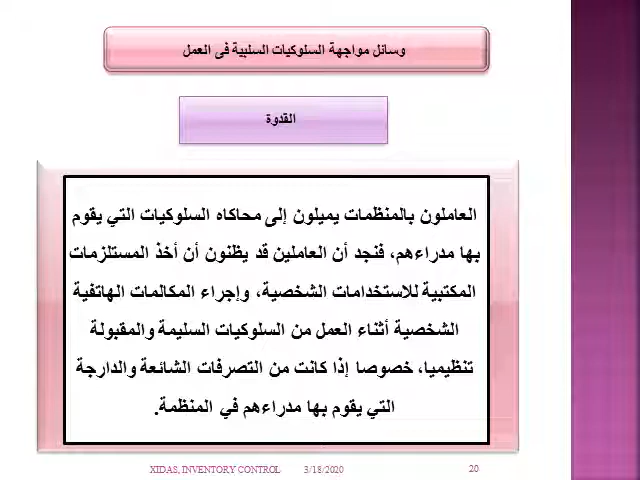 وسائل مواجهة السلوكيات السلبية فى العمل
القدوة
العاملون بالمنظمات يميلون إلى محاكاه السلوكيات التي يقوم
بها مدراءهم، فنجد أن العاملين قد يظنون أن أخذ المستلزمات
المكتبية للاستخدامات الشخصية، وإجراء المكالمات الهاتفية
الشخصية أثناء العمل من السلوكيات السليمة والمقبولة
تنظيميا، خصوصا إذا كانت من التصرفات الشائعة والدارجة
التي يقوم بها مدراءهم في المنظمة.
XIDAS, INVENTORY CONTROL 3/18/2020 20